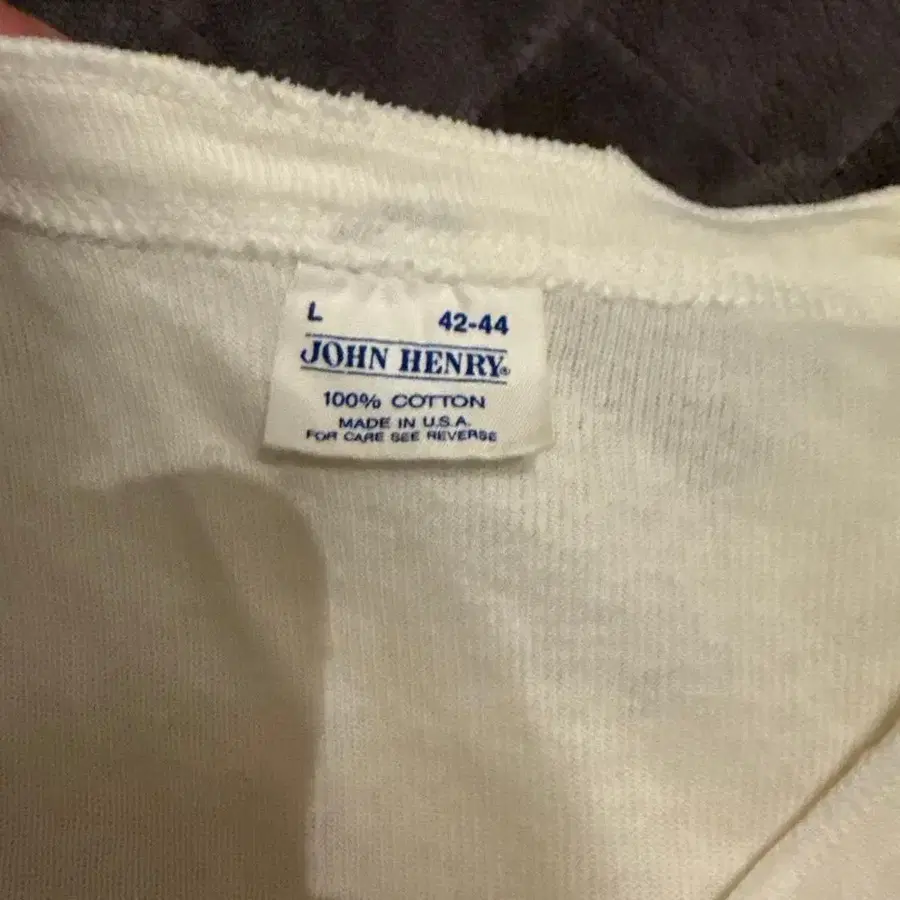 L 42-44
JOHN HENRY®
100% COTTON
MADE IN U.S.A.
FOR CARE SEE REVERSE